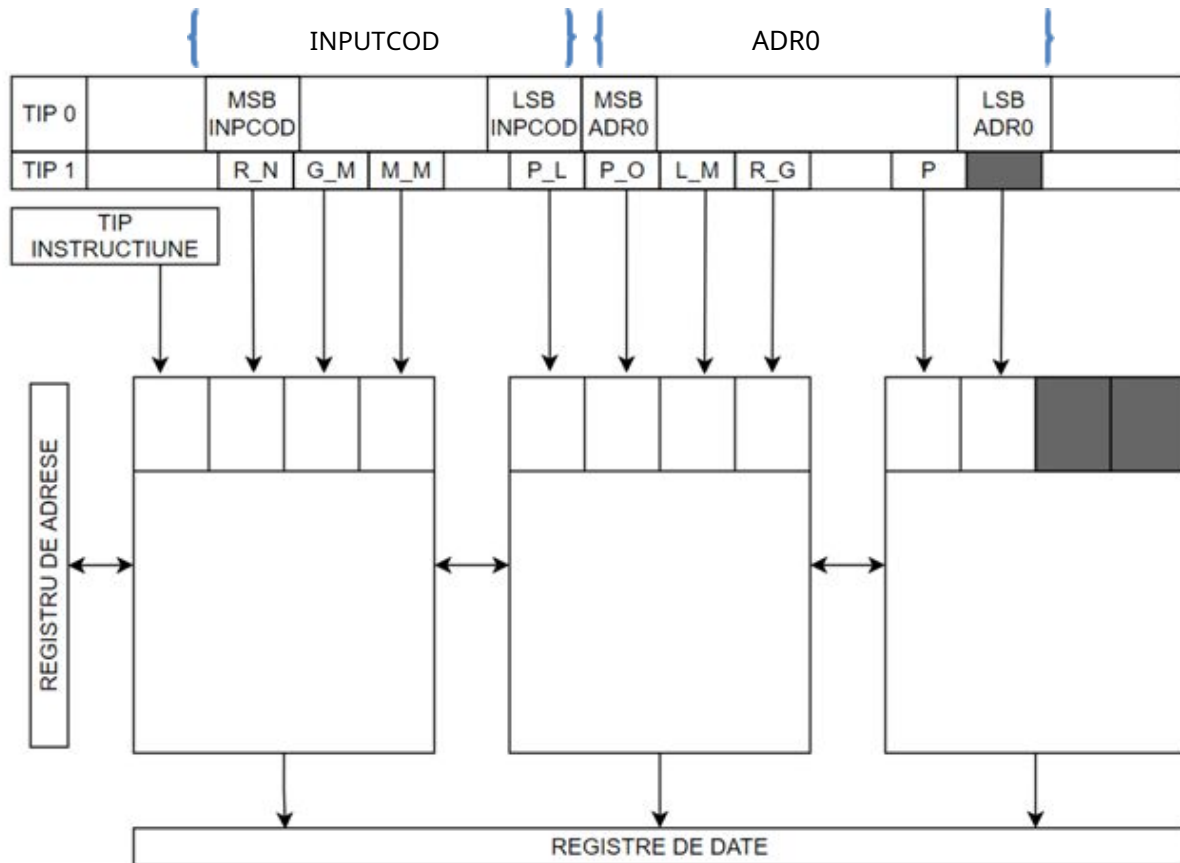 INPUTCOD ADR0
TIP 0
MSB
INPCOD
LSB
INPCOD
MSB
ADR0
LSB
ADR0
TIP 1 R_N G_M M_M P_L P_O L_M R_G P
TIP
INSTRUCTIUNE
REGISTRU DE ADRESE
REGISTRE DE DATE